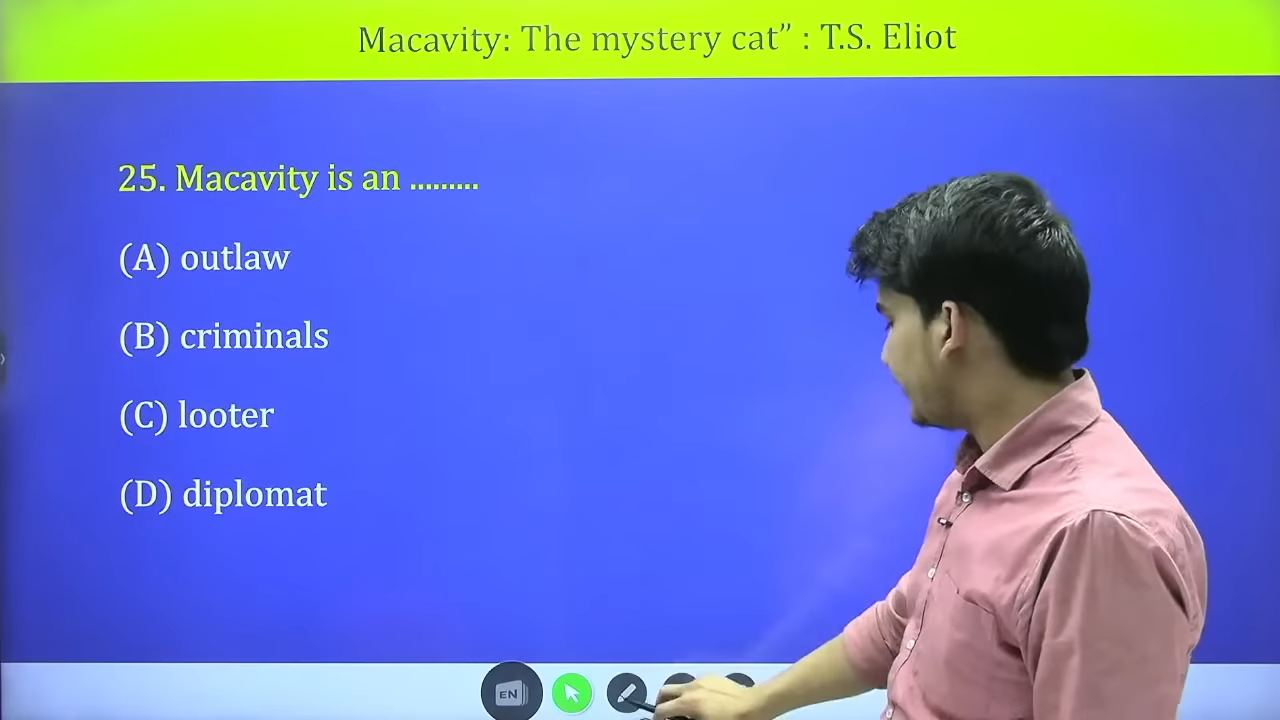 Macavity: The mystery cat” : T.S. Eliot
25. Macavity is an .........
(A) outlaw
(B) criminals
(C) looter
(D) diplomat
EN